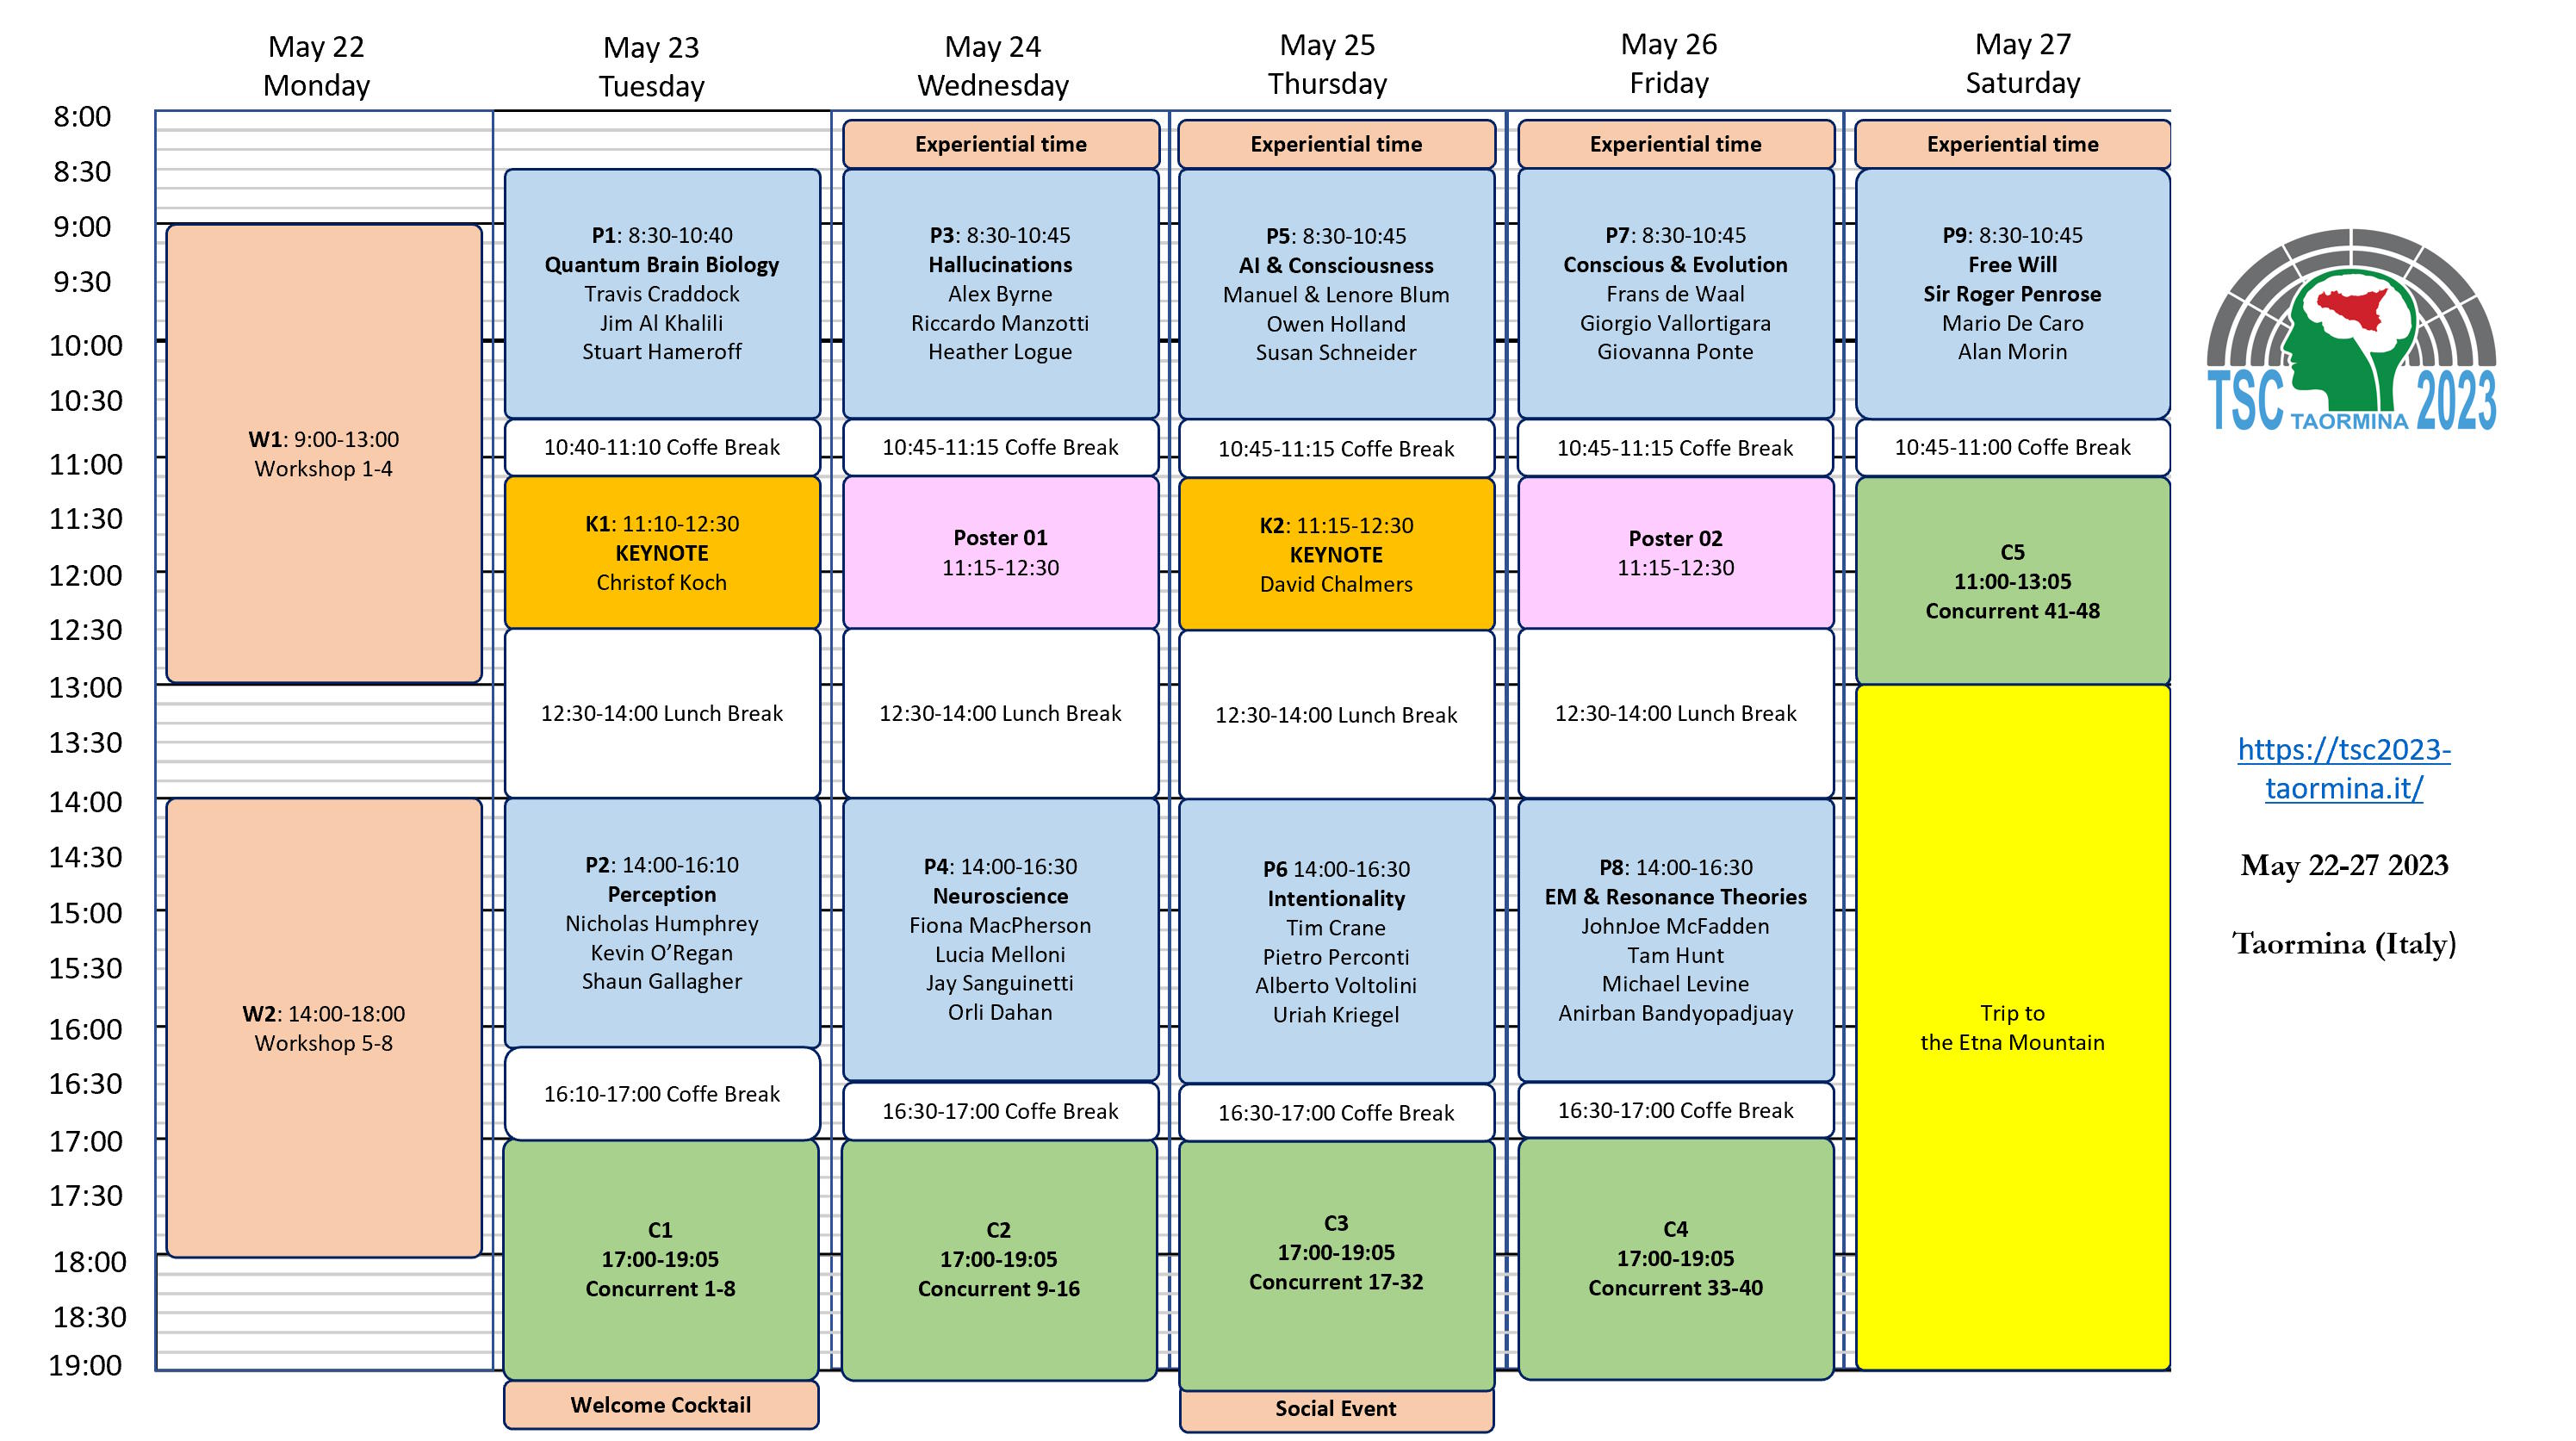 May 22
Monday
May 23
Tuesday
May 24
Wednesday
May 25
Thursday
May 26
Friday
May 27
Saturday
8:00
8:30
9:00
9:30
10:00
10:30
11:00
11:30
12:00
12:30
13:00
13:30
14:00
14:30
15:00
15:30
16:00
16:30
17:00
17:30
18:00
18:30
19:00
W1: 9:00-13:00
Workshop 1-4
W2: 14:00-18:00
Workshop 5-8
P1: 8:30-10:40
Quantum Brain Biology
Travis Craddock
Jim Al Khalili
Stuart Hameroff
10:40-11:10 Coffe Break
K1: 11:10-12:30
KEYNOTE
Christof Koch
12:30-14:00 Lunch Break
P2: 14:00-16:10
Perception
Nicholas Humphrey
Kevin O’Regan
Shaun Gallagher
16:10-17:00 Coffe Break
C1
17:00-19:05
Concurrent 1-8
Welcome Cocktail
Experiential time
P3: 8:30-10:45
Hallucinations
Alex Byrne
Riccardo Manzotti
Heather Logue
10:45-11:15 Coffe Break
Poster 01
11:15-12:30
12:30-14:00 Lunch Break
P4: 14:00-16:30
Neuroscience
Fiona MacPherson
Lucia Melloni
Jay Sanguinetti
Orli Dahan
16:30-17:00 Coffe Break
C2
17:00-19:05
Concurrent 9-16
Experiential time
P5: 8:30-10:45
AI & Consciousness
Manuel & Lenore Blum
Owen Holland
Susan Schneider
10:45-11:15 Coffe Break
K2: 11:15-12:30
KEYNOTE
David Chalmers
12:30-14:00 Lunch Break
P6 14:00-16:30
Intentionality
Tim Crane
Pietro Perconti
Alberto Voltolini
Uriah Kriegel
16:30-17:00 Coffe Break
C3
17:00-19:05
Concurrent 17-32
Social Event
Experiential time
P7: 8:30-10:45
Conscious & Evolution
Frans de Waal
Giorgio Vallortigara
Giovanna Ponte
10:45-11:15 Coffe Break
Poster 02
11:15-12:30
12:30-14:00 Lunch Break
P8: 14:00-16:30
EM & Resonance Theories
JohnJoe McFadden
Tam Hunt
Michael Levine
Anirban Bandyopadjuay
16:30-17:00 Coffe Break
C4
17:00-19:05
Concurrent 33-40
Experiential time
P9: 8:30-10:45
Free Will
Sir Roger Penrose
Mario De Caro
Alan Morin
10:45-11:00 Coffe Break
C5
11:00-13:05
Concurrent 41-48
Trip to
the Etna Mountain
TSC TAORMINA 2023
https://tsc2023-
taormina.it/
May 22-27 2023
Taormina (Italy)